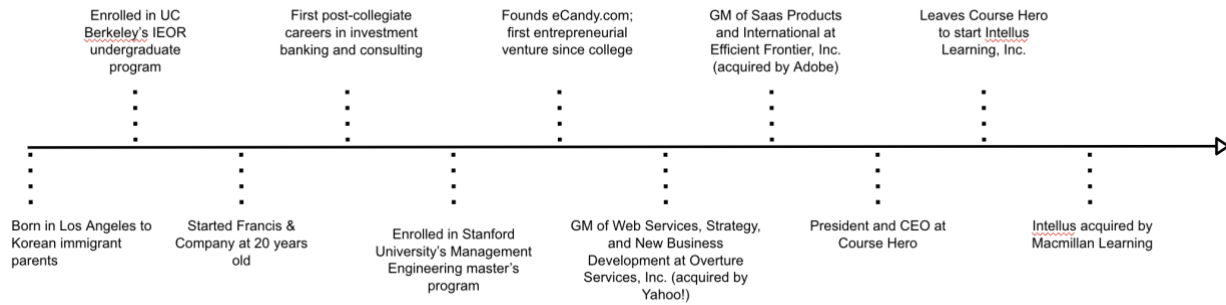 Enrolled in UC
Berkeley's IEOR
undergraduate
program
First post-collegiate
careers in investment
banking and consulting
Founds eCandy.com;
first entrepreneurial
venture since college
GM of Saas Products
and International at
Efficient Frontier, Inc.
(acquired by Adobe)
Leaves Course Hero
to start Intellus
Learning, Inc.
Born in Los Angeles to
Korean immigrant
parents
Started Francis &
Company at 20 years
old
Enrolled in Stanford
University's Management
Engineering master's
program
GM of Web Services, Strategy,
and New Business
Development at Overture
Services, Inc. (acquired by
Yahoo!)
President and CEO at
Course Hero
Intellus acquired by
Macmillan Learning